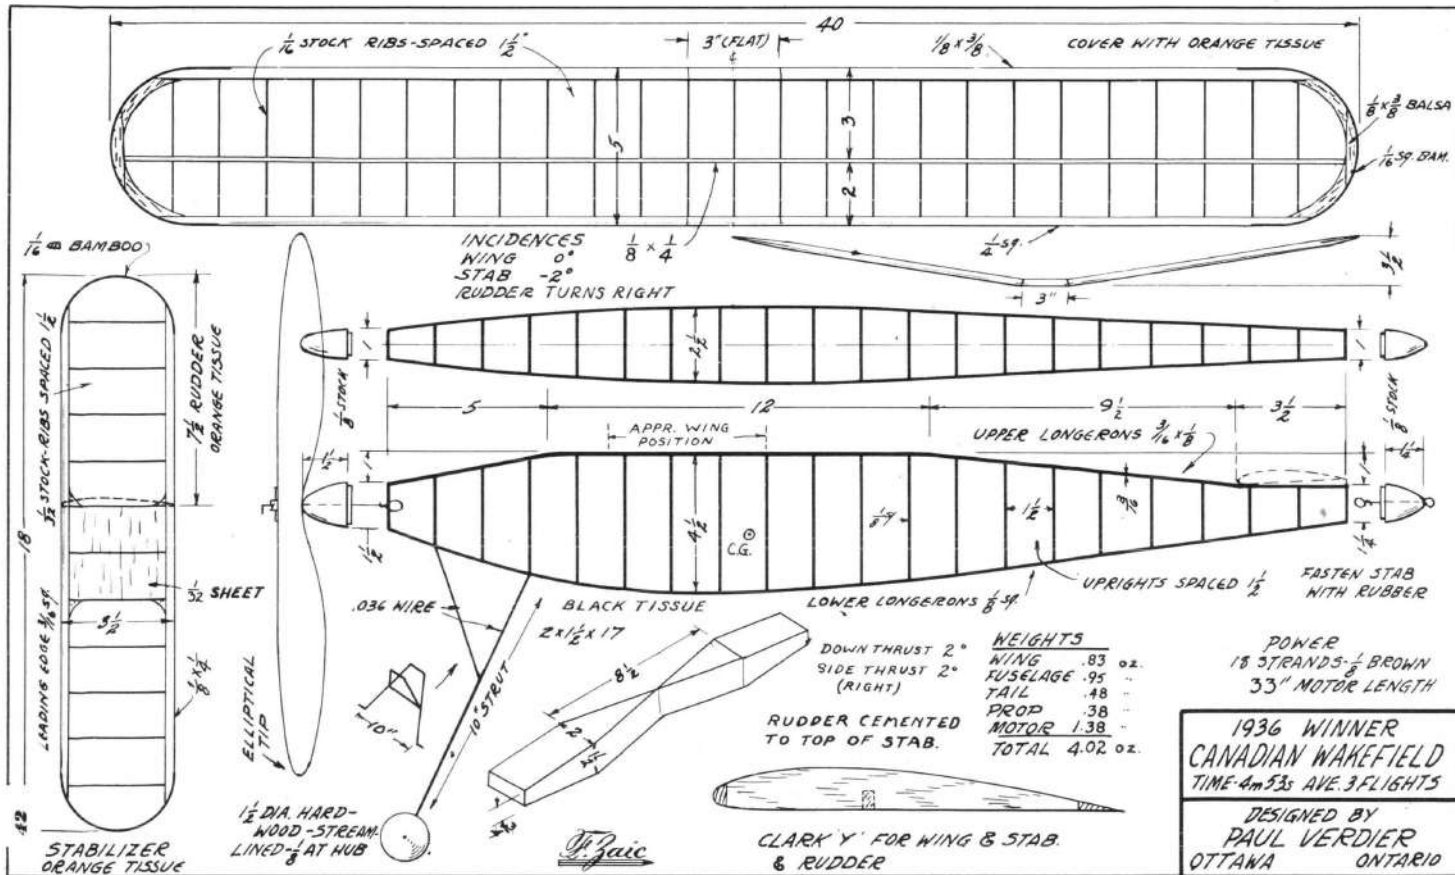 40
1/16 STOCK RIBS-SPACED 1 1/2"
3" (FLAT)
℄
1/8 x 3/8
COVER WITH ORANGE TISSUE
1/8 x 3/8 BALSA
1/16 SQ. BAM.
5
3
2
1/8 x 1/4
1/4 SQ.
3"
3 1/2
INCIDENCES
WING 0°
STAB -2°
RUDDER TURNS RIGHT
1/16 BAMBOO
18
1/32 STOCK-RIBS SPACED 1 1/2
7 1/2 RUDDER
ORANGE TISSUE
1/32 SHEET
3 1/2
LEADING EDGE 3/16 SQ.
1/8 x 1/4
STABILIZER
ORANGE TISSUE
42
ELLIPTICAL
TIP
1
1/8 STOCK
2 1/2
1
1/8 STOCK
5
12
9 1/2
3 1/2
APPR. WING
POSITION
UPPER LONGERONS 3/16 x 1/8
1 1/2
1
1 1/2
4 1/2
C.G.
1/8 SQ
1 1/2
3/16
1
1 1/4
1 1/4
UPRIGHTS SPACED 1 1/2
FASTEN STAB
WITH RUBBER
LOWER LONGERONS 1/8 SQ.
BLACK TISSUE
.036 WIRE
10" STRUT
10"
1 1/2 DIA. HARD-
WOOD-STREAM-
LINED-1/8 AT HUB
2 x 1 1/2 x 17
8 1/2
DOWN THRUST 2°
SIDE THRUST 2°
(RIGHT)
RUDDER CEMENTED
TO TOP OF STAB.
WEIGHTS
WING .83 oz.
FUSELAGE .95 "
TAIL .48 "
PROP .38 "
MOTOR 1.38 "
TOTAL 4.02 oz.
POWER
18 STRANDS-1/8 BROWN
33" MOTOR LENGTH
F. Zaic
CLARK 'Y' FOR WING & STAB.
& RUDDER
1936 WINNER
CANADIAN WAKEFIELD
TIME-4m53s AVE.3 FLIGHTS
DESIGNED BY
PAUL VERDIER
OTTAWA ONTARIO